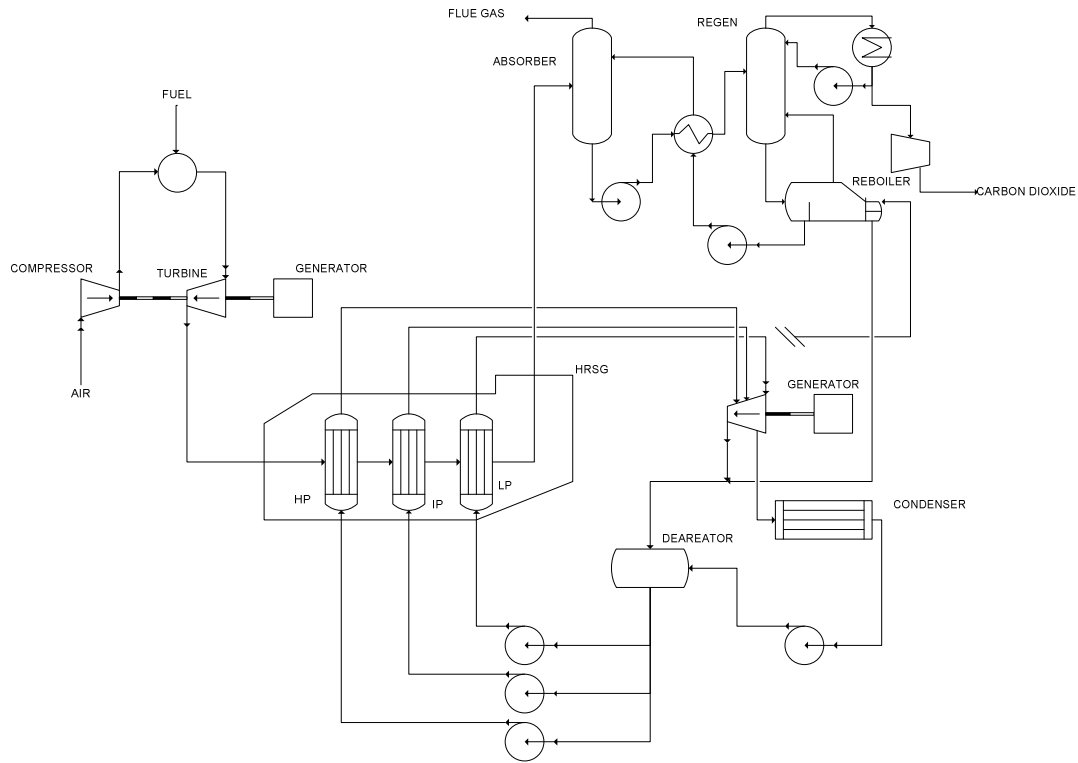 FLUE GAS
REGEN
ABSORBER
FUEL
REBOILER
CARBON DIOXIDE
COMPRESSOR
TURBINE
GENERATOR
AIR
HRSG
GENERATOR
HP
IP
LP
CONDENSER
DEAREATOR